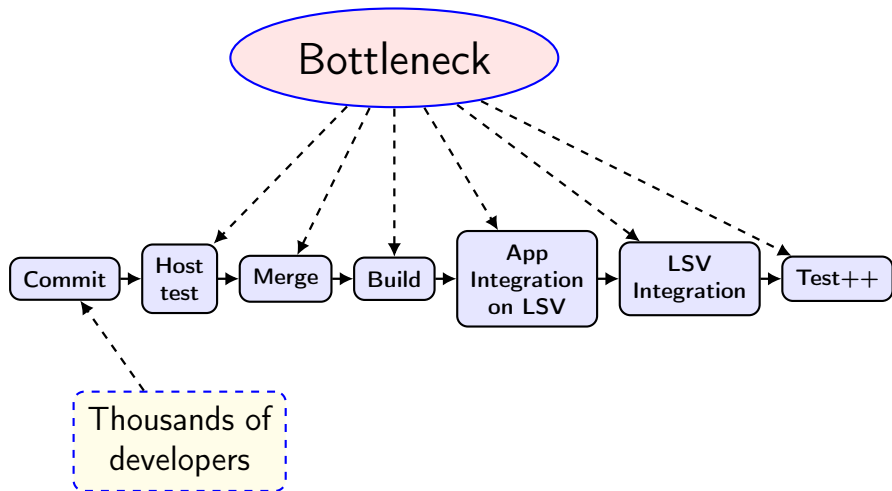 Bottleneck
Commit
Host
test
Merge
Build
App
Integration
on LSV
LSV
Integration
Test++
Thousands of
developers